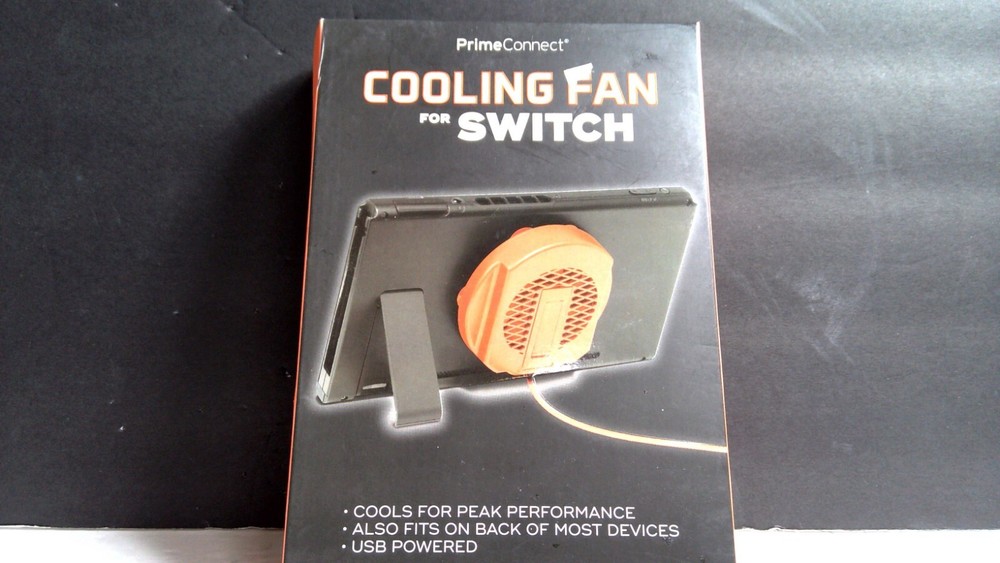 PrimeConnect®
COOLING FAN
FOR SWITCH
• COOLS FOR PEAK PERFORMANCE
• ALSO FITS ON BACK OF MOST DEVICES
• USB POWERED